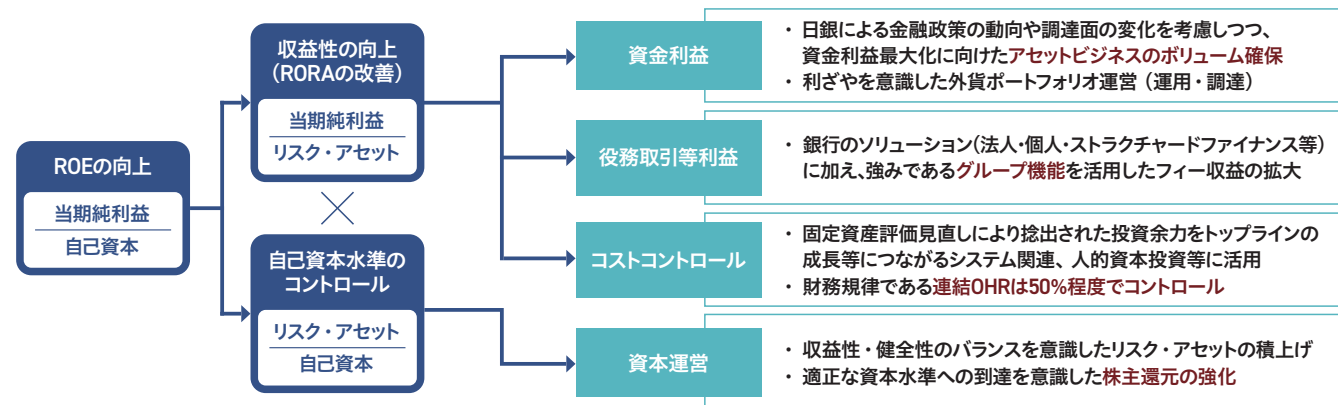 ROEの向上
当期純利益
自己資本
収益性の向上
(RORAの改善)
当期純利益
リスク・アセット
×
自己資本水準の
コントロール
リスク・アセット
自己資本
資金利益
・ 日銀による金融政策の動向や調達面の変化を考慮しつつ、
資金利益最大化に向けたアセットビジネスのボリューム確保
・ 利ざやを意識した外貨ポートフォリオ運営（運用・調達）
役務取引等利益
・ 銀行のソリューション(法人・個人・ストラクチャードファイナンス等)
に加え、強みであるグループ機能を活用したフィー収益の拡大
コストコントロール
・ 固定資産評価見直しにより捻出された投資余力をトップラインの
成長等につながるシステム関連、人的資本投資等に活用
・ 財務規律である連結OHRは50%程度でコントロール
資本運営
・ 収益性・健全性のバランスを意識したリスク・アセットの積上げ
・ 適正な資本水準への到達を意識した株主還元の強化